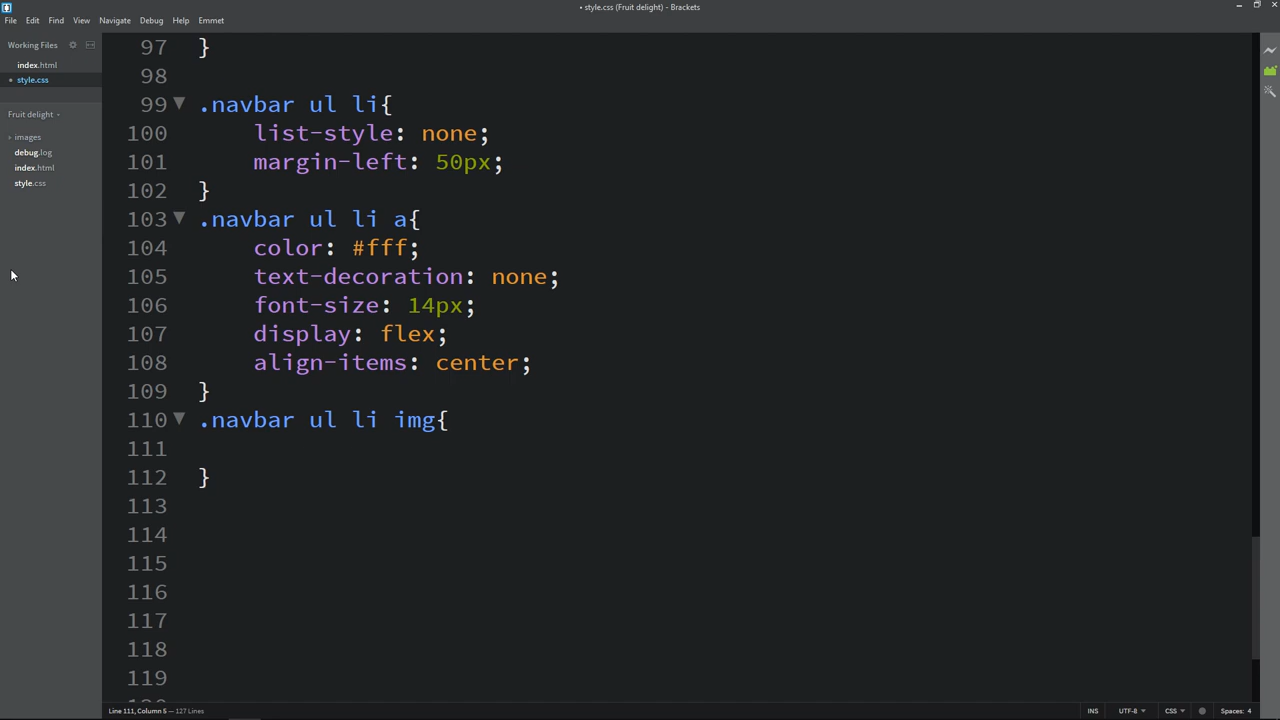 • style.css (Fruit delight) - Brackets
File Edit Find View Navigate Debug Help Emmet
Working Files
index.html
style.css
Fruit delight
images
debug.log
index.html
style.css
97 }
98
99 .navbar ul li{
100 list-style: none;
101 margin-left: 50px;
102 }
103 .navbar ul li a{
104 color: #fff;
105 text-decoration: none;
106 font-size: 14px;
107 display: flex;
108 align-items: center;
109 }
110 .navbar ul li img{
111
112 }
113
114
115
116
117
118
119
Line 111, Column 5 — 127 Lines
INS UTF-8 CSS Spaces: 4